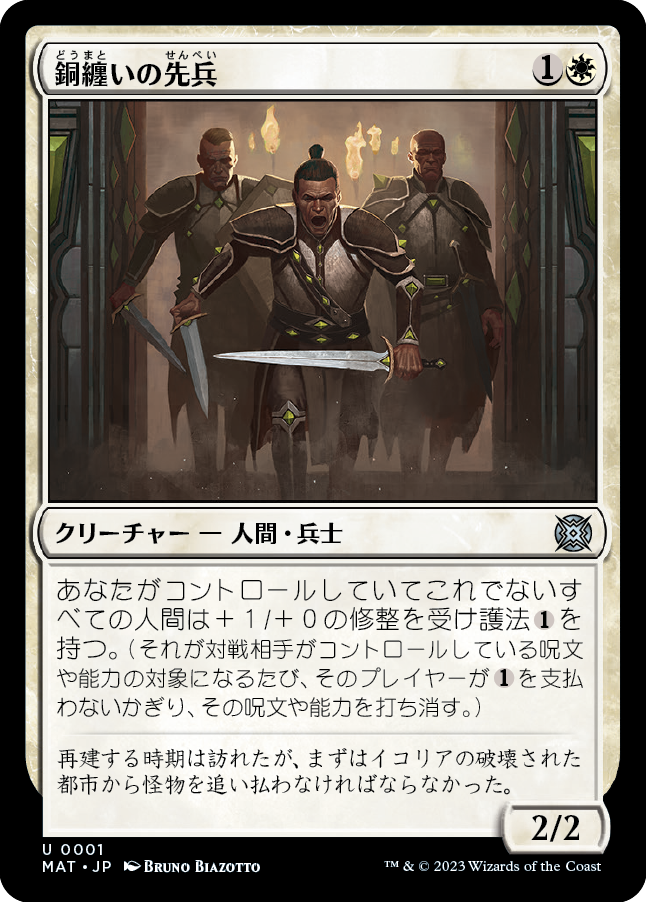 どうまと せんぺい
銅纏いの先兵 1
クリーチャー — 人間・兵士
あなたがコントロールしていてこれでないす
べての人間は＋１/＋０の修整を受け護法 1 を
持つ。（それが対戦相手がコントロールしている呪文
や能力の対象になるたび、そのプレイヤーが 1 を支払
わないかぎり、その呪文や能力を打ち消す。）
再建する時期は訪れたが、まずはイコリアの破壊された
都市から怪物を追い払わなければならなかった。
2/2
U 0001
MAT • JP Bruno Biazotto
™ & © 2023 Wizards of the Coast